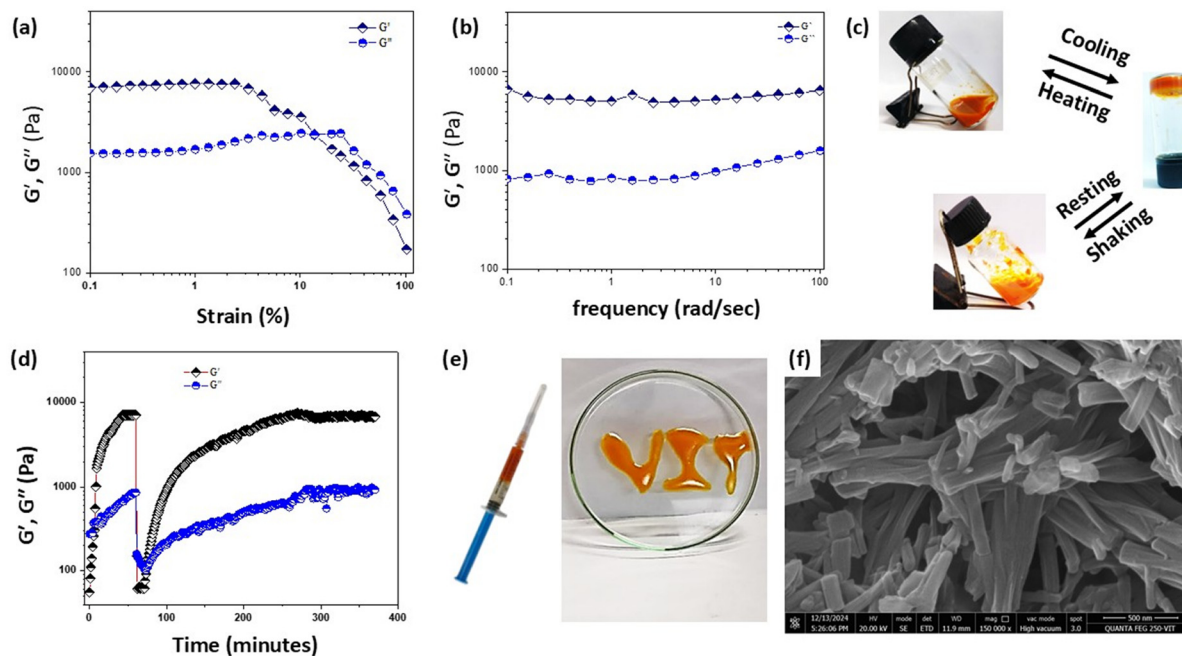 (a)
G'
G''
10000
1000
100
G′, G″ (Pa)
0.1
1
10
100
Strain (%)
(b)
G`
G``
10000
1000
100
G′, G″ (Pa)
0.1
1
10
100
frequency (rad/sec)
(c)
Cooling
Heating
Resting
Shaking
(d)
G'
G''
10000
1000
100
G′, G″ (Pa)
0
100
200
300
400
Time (minutes)
(e)
VIT
(f)
12/13/2024
5:26:06 PM
HV
20.00 kV
mode
SE
det
ETD
WD
11.9 mm
mag
150 000 x
vac mode
High vacuum
spot
3.0
500 nm
QUANTA FEG 250-VIT